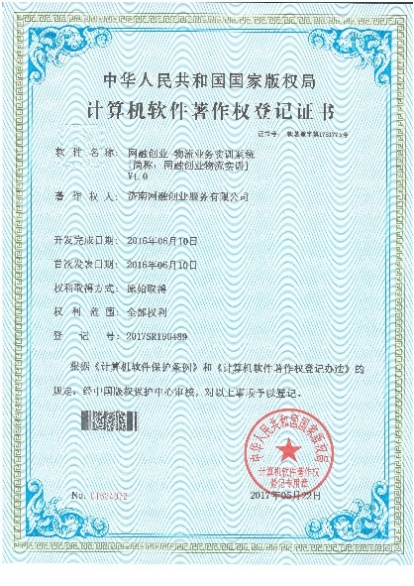 中华人民共和国国家版权局
计算机软件著作权登记证书
证书号: 软著登字第1781773号
软 件 名 称: 网融创业 物流业务实训系统
[简称: 网融创业物流实训]
V1.0
著 作 权 人: 济南网融创业服务有限公司
开发完成日期: 2016年06月10日
首次发表日期: 2016年06月10日
权利取得方式: 原始取得
权 利 范 围: 全部权利
登 记 号: 2017SR196489
根据《计算机软件保护条例》和《计算机软件著作权登记办法》的
规定, 经中国版权保护中心审核, 对以上事项予以登记。
中华人民共和国国家版权局
计算机软件著作权
登记专用章
No.
2017年05月22日